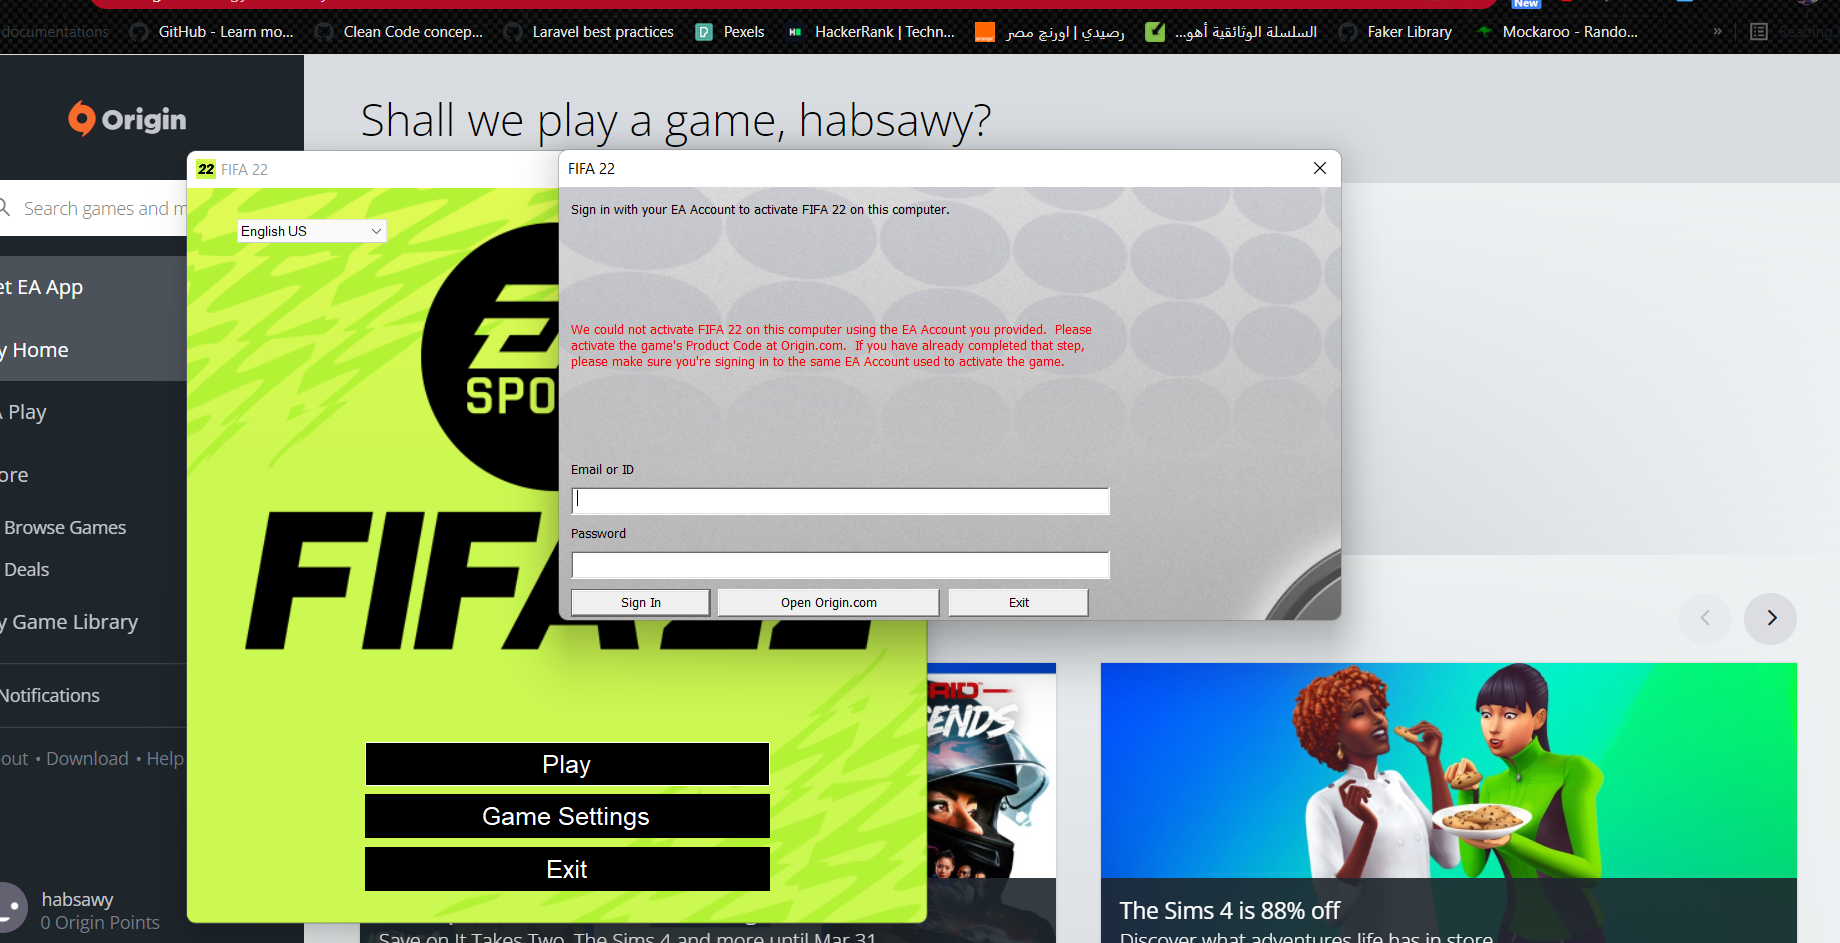 New
documentations
GitHub - Learn mo...
Clean Code concep...
Laravel best practices
Pexels
HackerRank | Techn...
رصيدي | اورنچ مصر
السلسلة الوثائقية أهو...
Faker Library
Mockaroo - Rando...
»
Reading
Origin
Shall we play a game, habsawy?
Search games and m
et EA App
y Home
A Play
ore
Browse Games
Deals
y Game Library
Notifications
out • Download • Help
habsawy
0 Origin Points
22 FIFA 22
English US
EA
SPO
FIFA 22
Play
Game Settings
Exit
FIFA 22
Sign in with your EA Account to activate FIFA 22 on this computer.
We could not activate FIFA 22 on this computer using the EA Account you provided. Please
activate the game's Product Code at Origin.com. If you have already completed that step,
please make sure you're signing in to the same EA Account used to activate the game.
Email or ID
Password
Sign In
Open Origin.com
Exit
RID
ENDS
Save on It Takes Two, The Sims 4 and more until Mar 31
The Sims 4 is 88% off
Discover what adventures life has in store